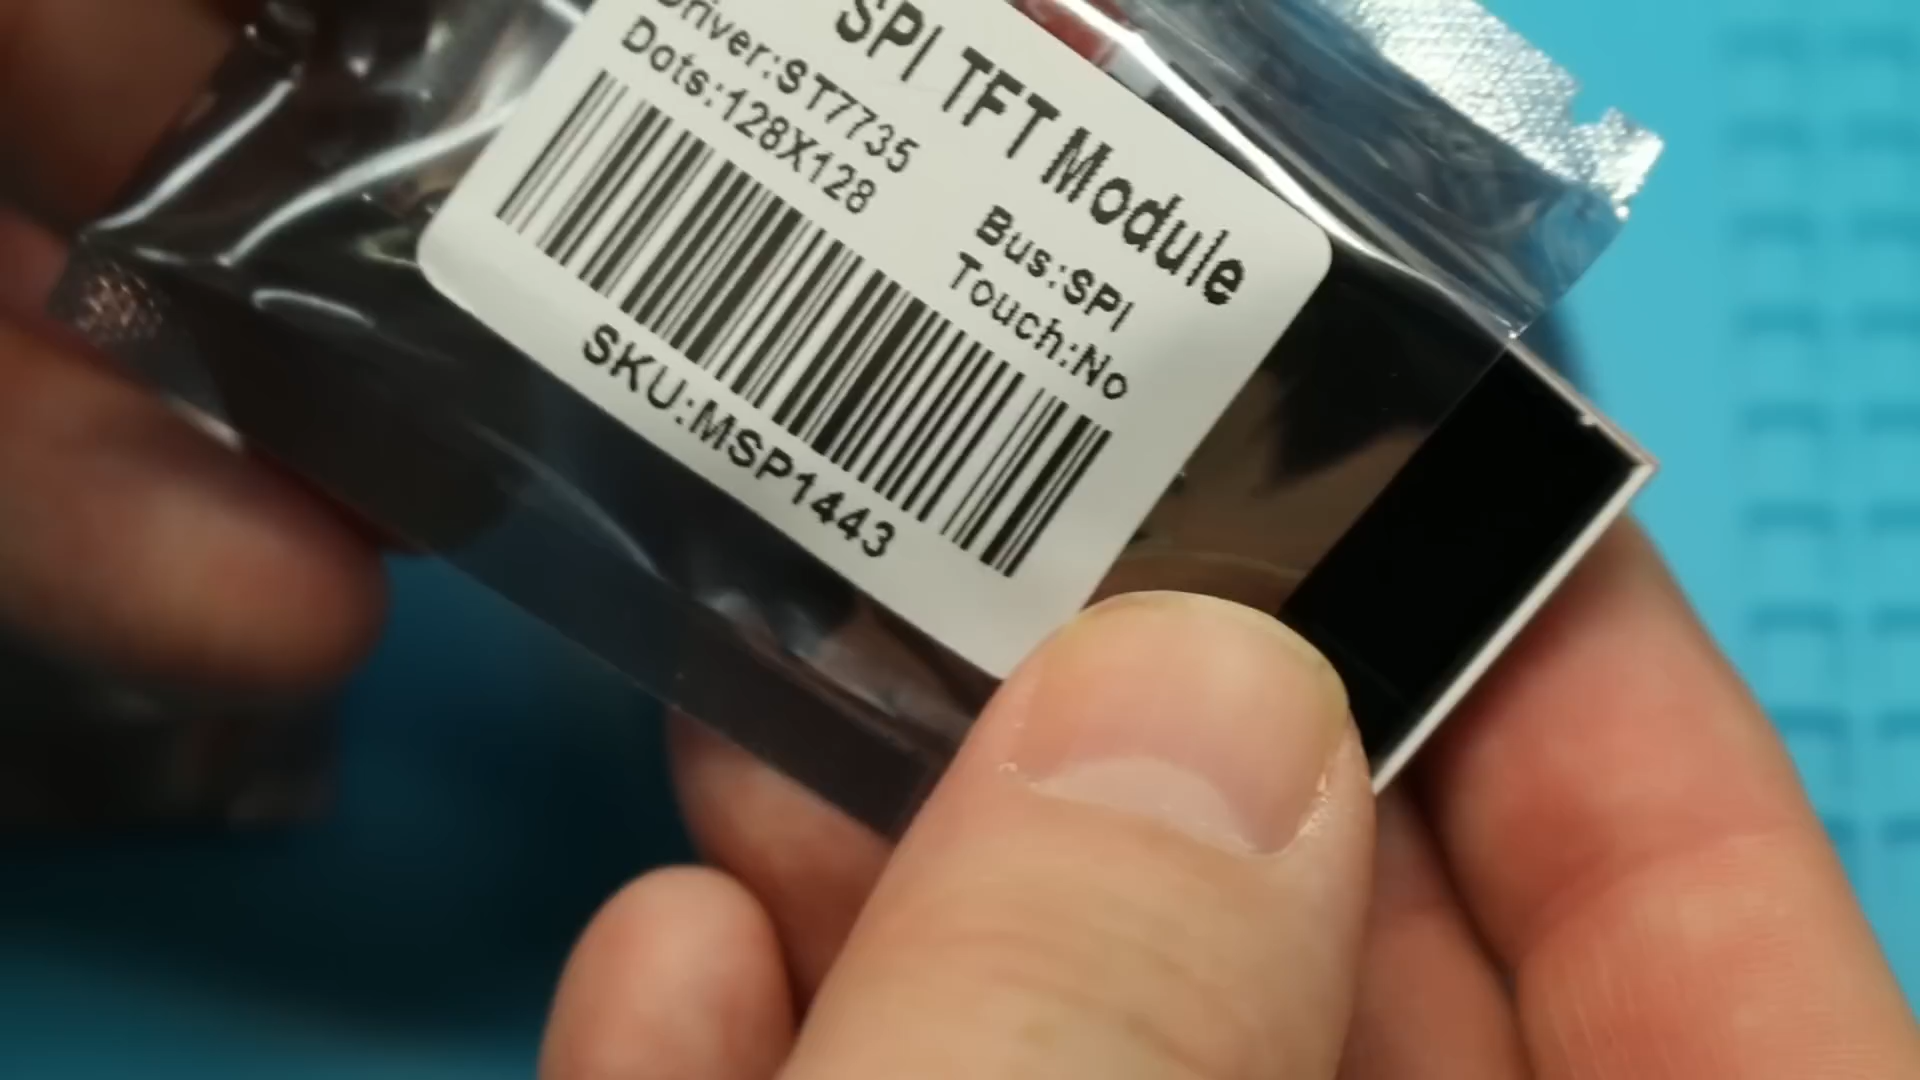 SPI TFT Module
Driver:ST7735
Bus:SPI
Dots:128X128
Touch:No
SKU:MSP1443